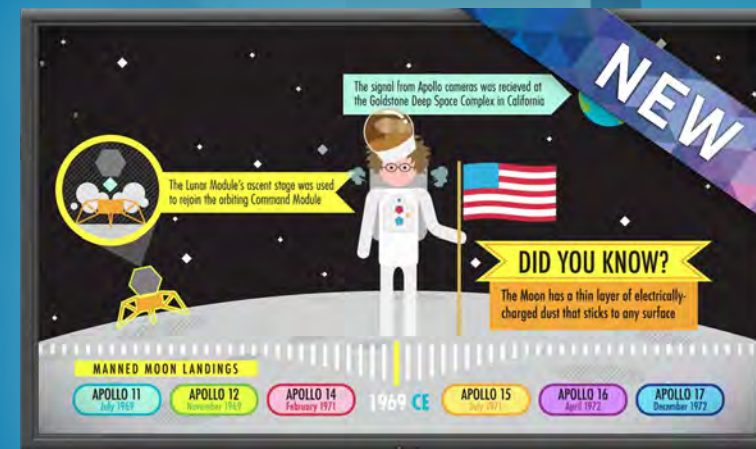 NEW
The signal from Apollo cameras was recieved at
the Goldstone Deep Space Complex in California
The Lunar Module's ascent stage was used
to rejoin the orbiting Command Module
DID YOU KNOW?
The Moon has a thin layer of electrically-
charged dust that sticks to any surface
MANNED MOON LANDINGS
APOLLO 11
July 1969
APOLLO 12
November 1969
APOLLO 14
February 1971
1969 CE
APOLLO 15
July 1971
APOLLO 16
April 1972
APOLLO 17
December 1972